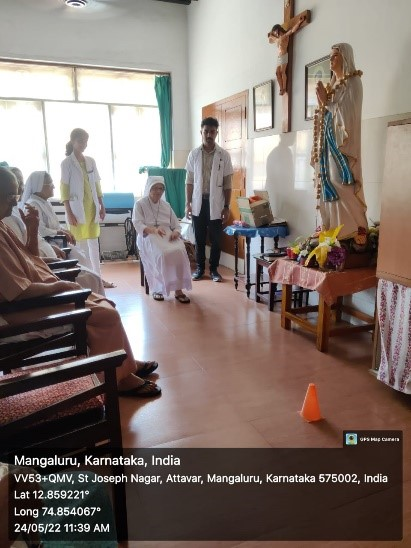 GPS Map Camera
Mangaluru, Karnataka, India
VV53+QMV, St Joseph Nagar, Attavar, Mangaluru, Karnataka 575002, India
Lat 12.859221°
Long 74.854067°
24/05/22 11:39 AM